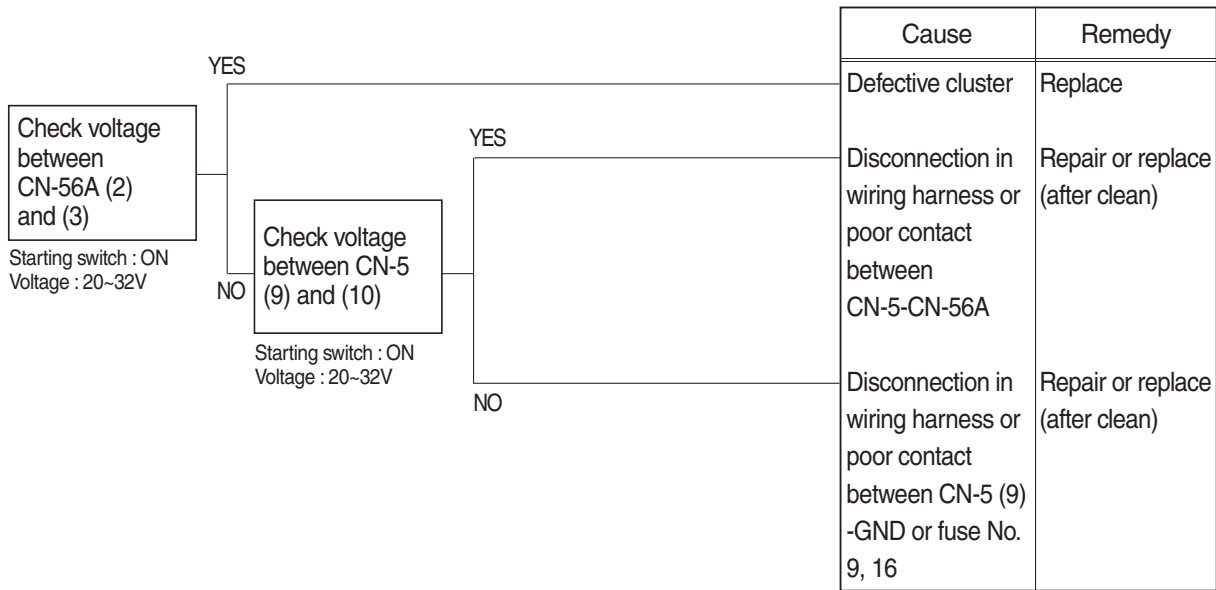 Check voltage
between
CN-56A (2)
and (3)
Starting switch : ON
Voltage : 20~32V
YES
NO
Check voltage
between CN-5
(9) and (10)
Starting switch : ON
Voltage : 20~32V
YES
NO
Cause
Remedy
Defective cluster
Replace
Disconnection in
wiring harness or
poor contact
between
CN-5-CN-56A
Repair or replace
(after clean)
Disconnection in
wiring harness or
poor contact
between CN-5 (9)
-GND or fuse No.
9, 16
Repair or replace
(after clean)